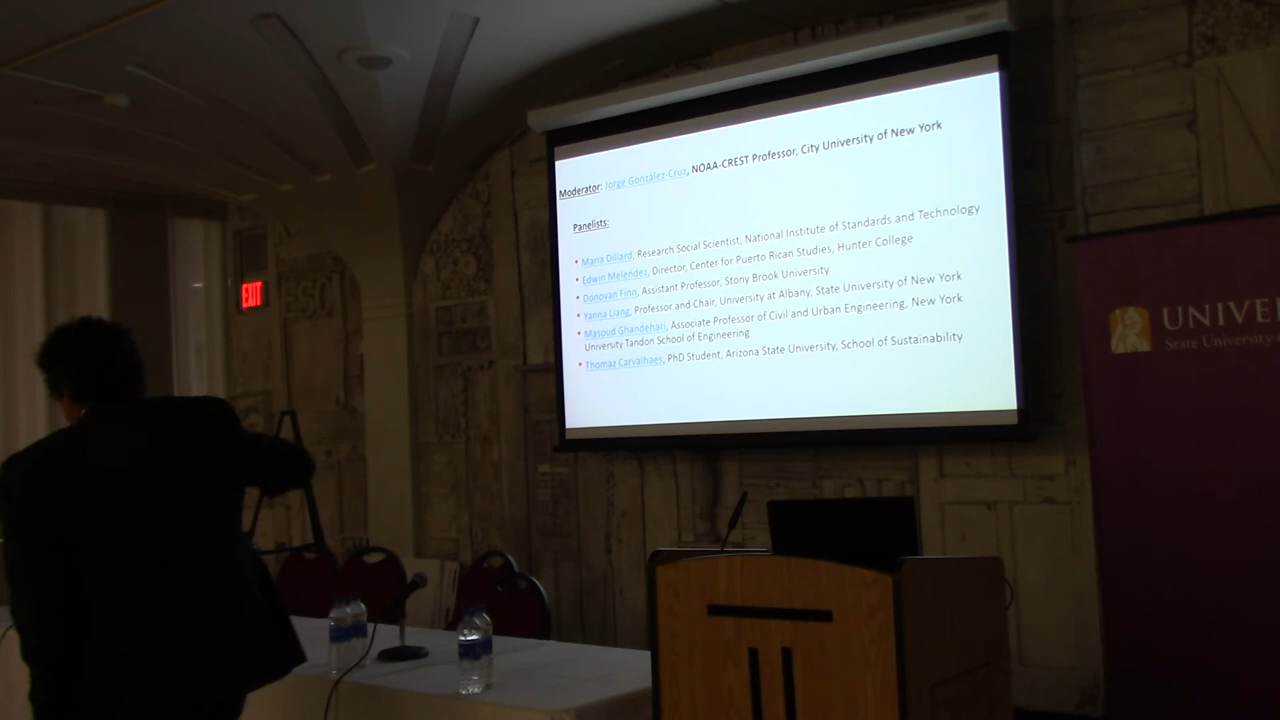 Moderator: Jorge González-Cruz, NOAA-CREST Professor, City University of New York
Panelists:
• Maria Dillard, Research Social Scientist, National Institute of Standards and Technology
• Edwin Melendez, Director, Center for Puerto Rican Studies, Hunter College
• Donovan Finn, Assistant Professor, Stony Brook University
• Yanna Liang, Professor and Chair, University at Albany, State University of New York
• Masoud Ghandehari, Associate Professor of Civil and Urban Engineering, New York
University Tandon School of Engineering
• Thomaz Carvalhaes, PhD Student, Arizona State University, School of Sustainability
EXIT
UNIVE
State University